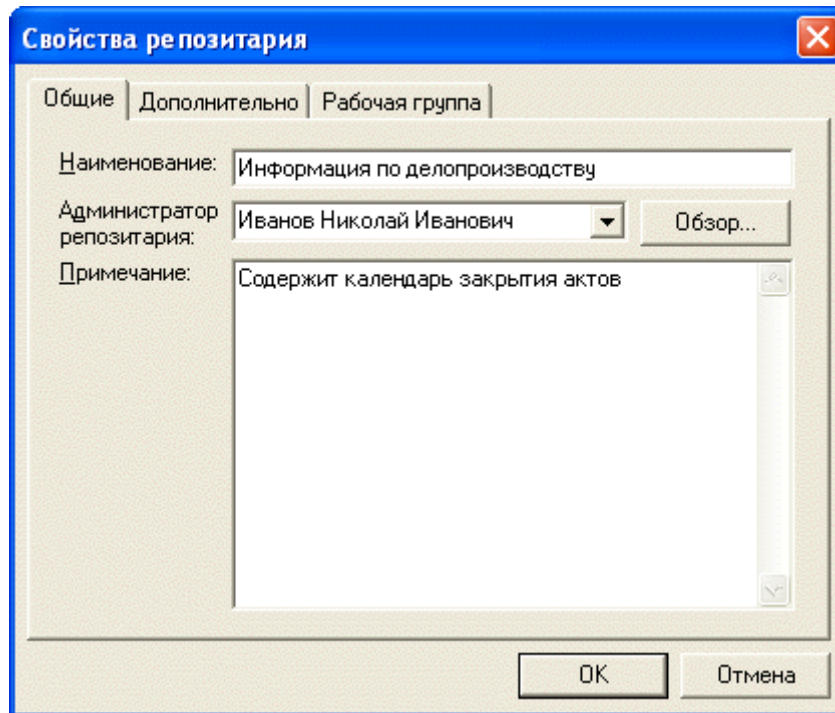 Свойства репозитария
Общие Дополнительно Рабочая группа
Наименование: Информация по делопроизводству
Администратор репозитария: Иванов Николай Иванович Обзор...
Примечание: Содержит календарь закрытия актов
OK Отмена